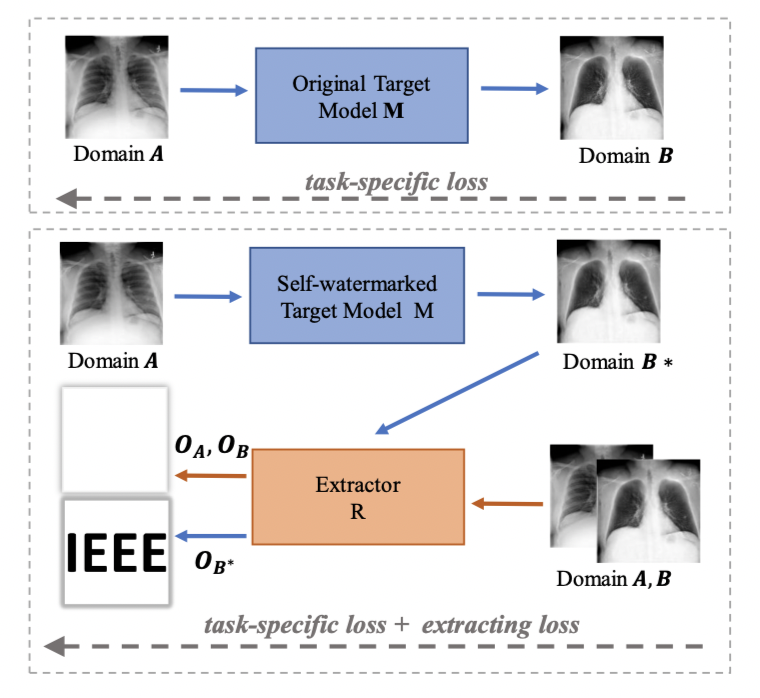 Original Target
Model M
Domain A
Domain B
task-specific loss
Self-watermarked
Target Model M
Domain A
Domain B *
O_A, O_B
Extractor
R
IEEE
O_B*
Domain A, B
task-specific loss + extracting loss